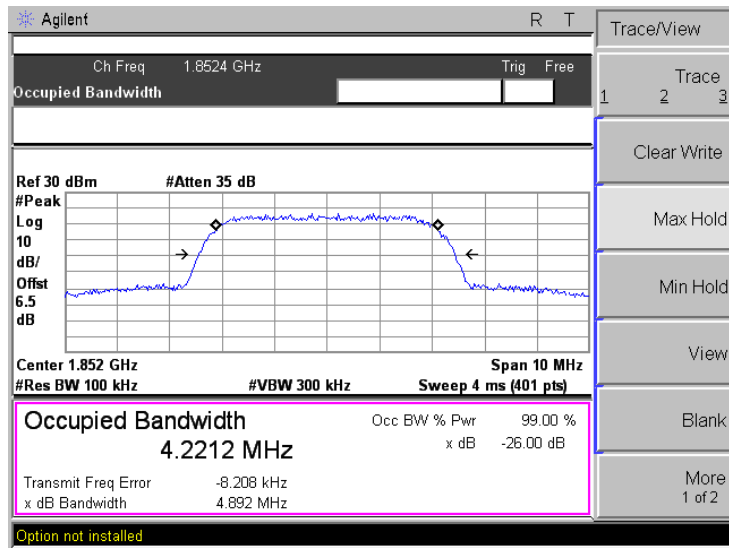 Agilent R T
Ch Freq 1.8524 GHz Trig Free
Occupied Bandwidth
Ref 30 dBm #Atten 35 dB
#Peak
Log
10
dB/
Offst
6.5
dB
Center 1.852 GHz Span 10 MHz
#Res BW 100 kHz #VBW 300 kHz Sweep 4 ms (401 pts)
Occupied Bandwidth Occ BW % Pwr 99.00 %
4.2212 MHz x dB -26.00 dB
Transmit Freq Error -8.208 kHz
x dB Bandwidth 4.892 MHz
Option not installed
Trace/View
Trace
1 2 3
Clear Write
Max Hold
Min Hold
View
Blank
More
1 of 2